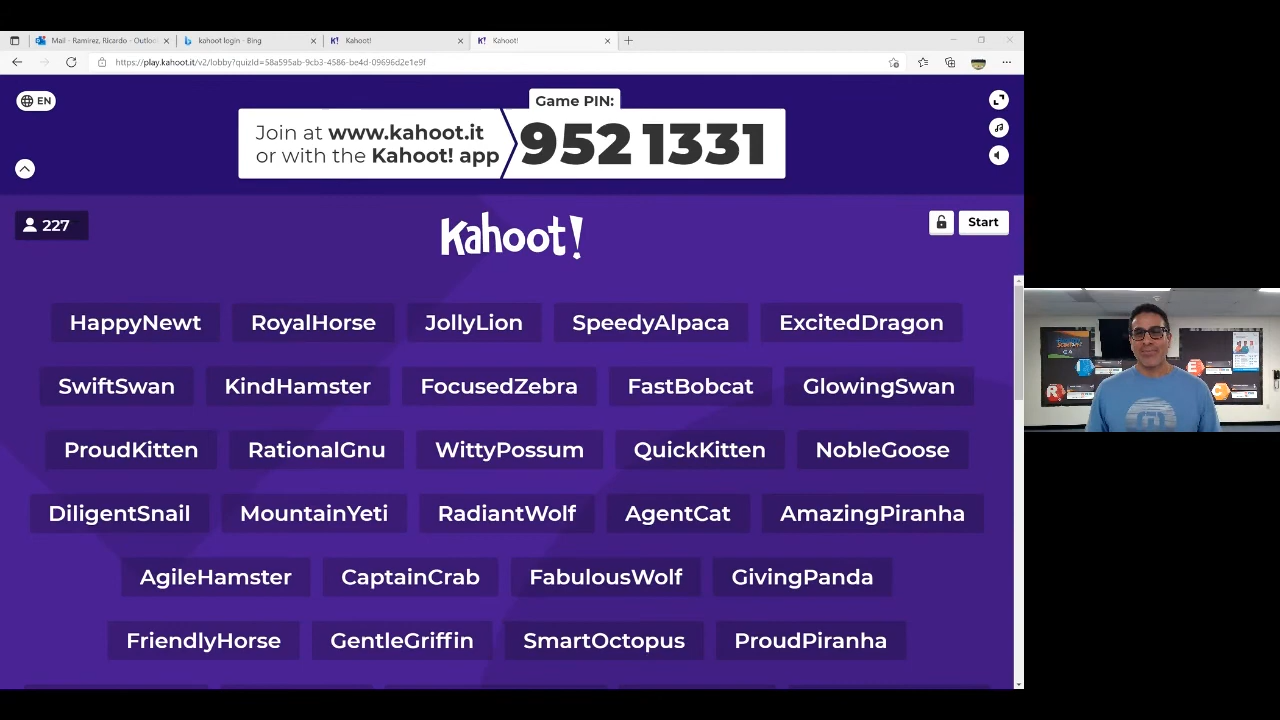 Mail - Ramirez, Ricardo - Outloo
kahoot login - Bing
Kahoot!
Kahoot!
https://play.kahoot.it/v2/lobby?quizId=58a595ab-9cb3-4586-be4d-09696d2e1e9f
EN
Game PIN:
Join at www.kahoot.it
or with the Kahoot! app
952 1331
227
Kahoot!
Start
HappyNewt RoyalHorse JollyLion SpeedyAlpaca ExcitedDragon
SwiftSwan KindHamster FocusedZebra FastBobcat GlowingSwan
ProudKitten RationalGnu WittyPossum QuickKitten NobleGoose
DiligentSnail MountainYeti RadiantWolf AgentCat AmazingPiranha
AgileHamster CaptainCrab FabulousWolf GivingPanda
FriendlyHorse GentleGriffin SmartOctopus ProudPiranha
R
E
C